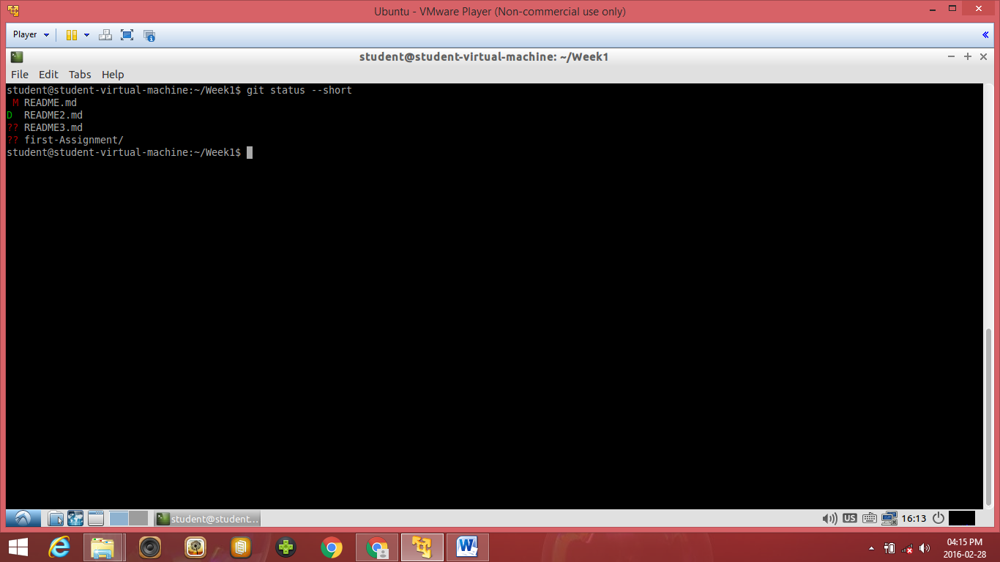 Ubuntu - VMware Player (Non-commercial use only)
Player
student@student-virtual-machine: ~/Week1
File Edit Tabs Help
student@student-virtual-machine:~/Week1$ git status --short
 M README.md
D  README2.md
?? README3.md
?? first-Assignment/
student@student-virtual-machine:~/Week1$
student@student...
US 16:13
04:15 PM
2016-02-28